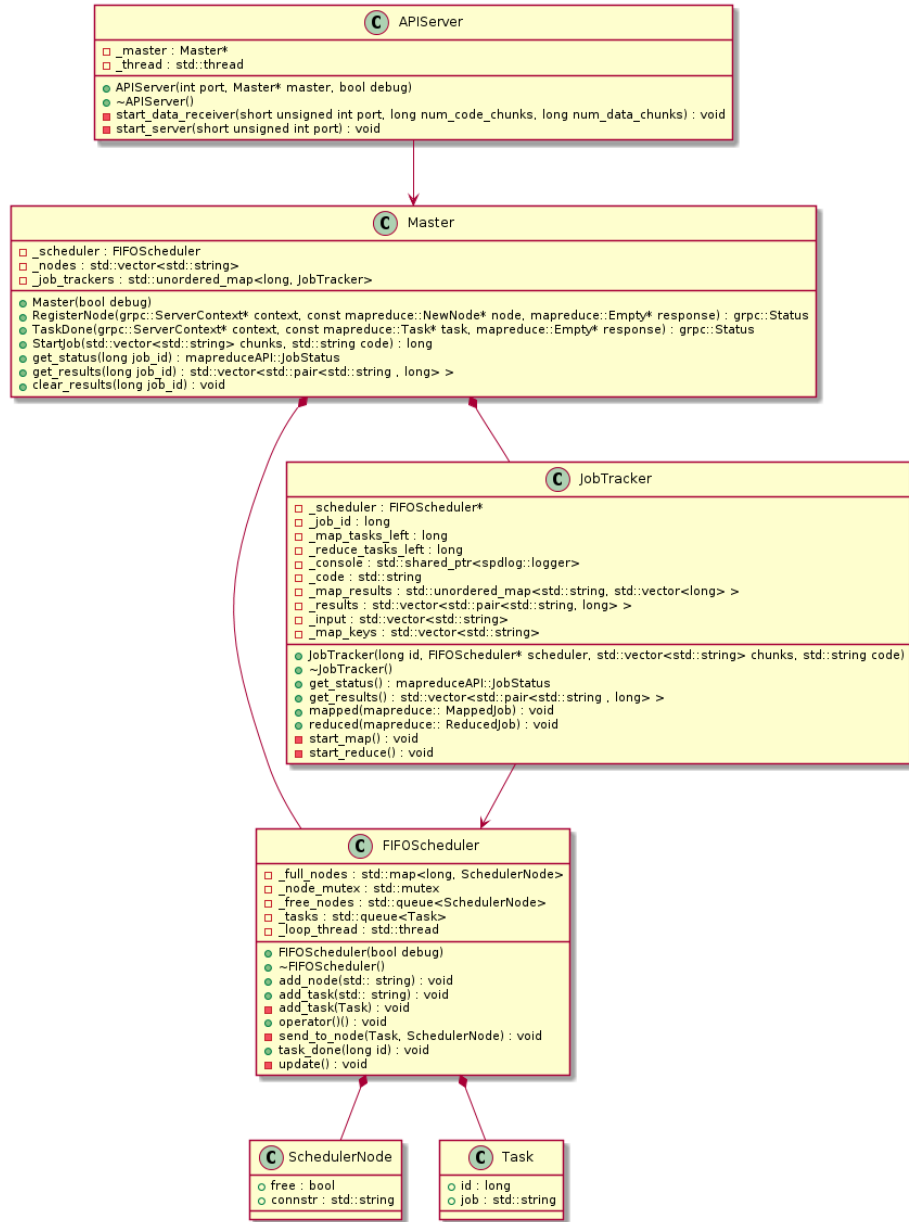 C APIServer
_master : Master*
_thread : std::thread
APIServer(int port, Master* master, bool debug)
~APIServer()
start_data_receiver(short unsigned int port, long num_code_chunks, long num_data_chunks) : void
start_server(short unsigned int port) : void
C Master
_scheduler : FIFOScheduler
_nodes : std::vector<std::string>
_job_trackers : std::unordered_map<long, JobTracker>
Master(bool debug)
RegisterNode(grpc::ServerContext* context, const mapreduce::NewNode* node, mapreduce::Empty* response) : grpc::Status
TaskDone(grpc::ServerContext* context, const mapreduce::Task* task, mapreduce::Empty* response) : grpc::Status
StartJob(std::vector<std::string> chunks, std::string code) : long
get_status(long job_id) : mapreduceAPI::JobStatus
get_results(long job_id) : std::vector<std::pair<std::string , long> >
clear_results(long job_id) : void
C JobTracker
_scheduler : FIFOScheduler*
_job_id : long
_map_tasks_left : long
_reduce_tasks_left : long
_console : std::shared_ptr<spdlog::logger>
_code : std::string
_map_results : std::unordered_map<std::string, std::vector<long> >
_results : std::vector<std::pair<std::string, long> >
_input : std::vector<std::string>
_map_keys : std::vector<std::string>
JobTracker(long id, FIFOScheduler* scheduler, std::vector<std::string> chunks, std::string code)
~JobTracker()
get_status() : mapreduceAPI::JobStatus
get_results() : std::vector<std::pair<std::string , long> >
mapped(mapreduce:: MappedJob) : void
reduced(mapreduce:: ReducedJob) : void
start_map() : void
start_reduce() : void
C FIFOScheduler
_full_nodes : std::map<long, SchedulerNode>
_node_mutex : std::mutex
_free_nodes : std::queue<SchedulerNode>
_tasks : std::queue<Task>
_loop_thread : std::thread
FIFOScheduler(bool debug)
~FIFOScheduler()
add_node(std:: string) : void
add_task(std:: string) : void
add_task(Task) : void
operator()() : void
send_to_node(Task, SchedulerNode) : void
task_done(long id) : void
update() : void
C SchedulerNode
free : bool
connstr : std::string
C Task
id : long
job : std::string